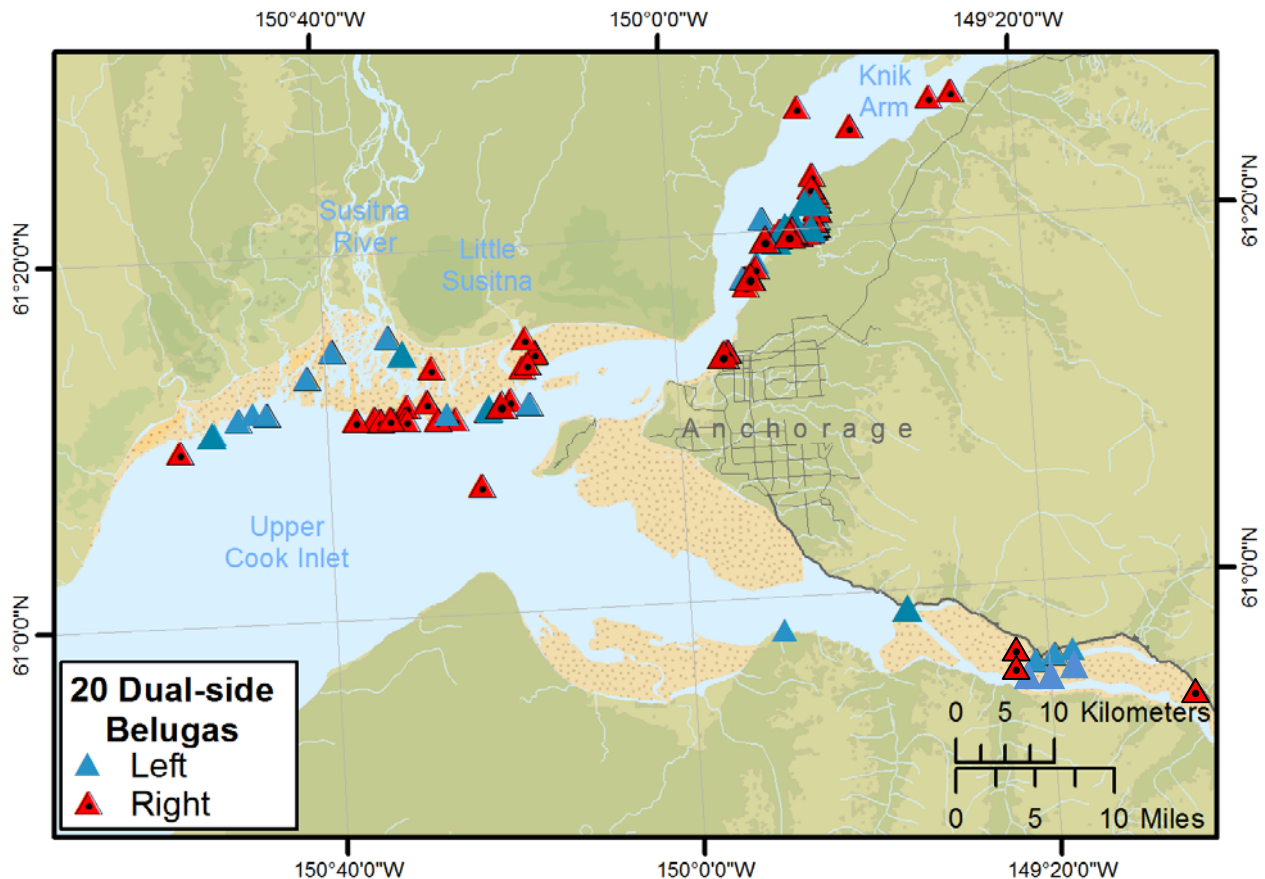 150°40'0"W 150°0'0"W 149°20'0"W
Knik
Arm
61°20'0"N
Susitna
River
Little
Susitna
61°20'0"N
Anchorage
Upper
Cook Inlet
61°0'0"N
61°0'0"N
20 Dual-side
Belugas
Left
Right
0 5 10 Kilometers
0 5 10 Miles
150°40'0"W 150°0'0"W 149°20'0"W